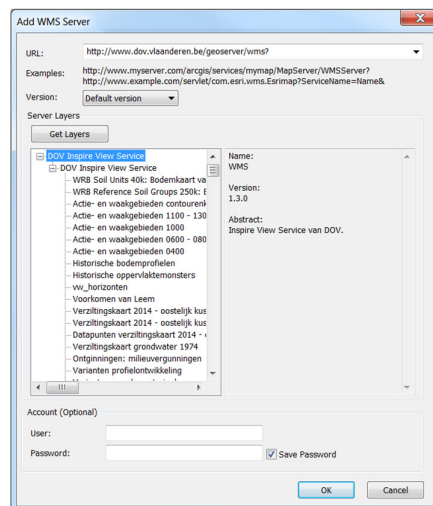 Add WMS Server
URL: http://www.dov.vlaanderen.be/geoserver/wms?
Examples: http://www.myserver.com/arcgis/services/mymap/MapServer/WMSServer?
http://www.example.com/servlet/com.esri.wms.Esrimap?ServiceName=Name&
Version: Default version
Server Layers
Get Layers
DOV Inspire View Service
DOV Inspire View Service
WRB Soil Units 40k: Bodemkaart va
WRB Reference Soil Groups 250k: E
Actie- en waakgebieden contourenk
Actie- en waakgebieden 1100 - 130
Actie- en waakgebieden 1000
Actie- en waakgebieden 0600 - 080
Actie- en waakgebieden 0400
Historische bodemprofielen
Historische oppervlaktemonsters
vw_horizonten
Voorkomen van Leem
Verziltingskaart 2014 - oostelijk kus
Verziltingskaart 2014 - oostelijk kus
Datapunten verziltingskaart 2014 -
Verziltingskaart grondwater 1974
Ontginningen: milieuvergunningen
Varianten profielontwikkeling
Name:
WMS
Version:
1.3.0
Abstract:
Inspire View Service van DOV.
Account (Optional)
User:
Password:
Save Password
OK Cancel